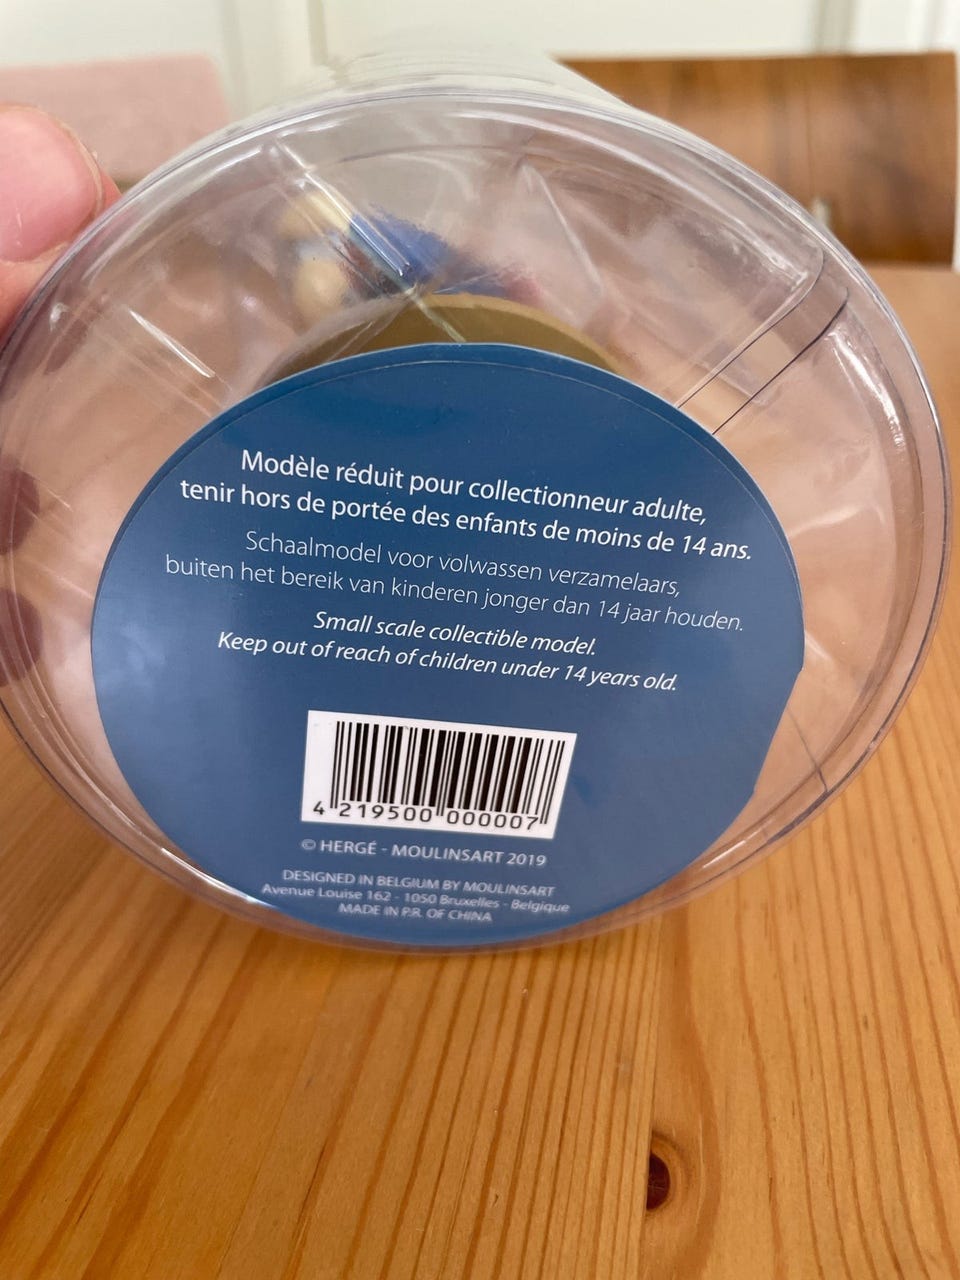 Modèle réduit pour collectionneur adulte,
tenir hors de portée des enfants de moins de 14 ans.
Schaalmodel voor volwassen verzamelaars,
buiten het bereik van kinderen jonger dan 14 jaar houden.
Small scale collectible model.
Keep out of reach of children under 14 years old.
4 219500 000007
© HERGÉ - MOULINSART 2019
DESIGNED IN BELGIUM BY MOULINSART
Avenue Louise 162 - 1050 Bruxelles - Belgique
MADE IN P.R. OF CHINA